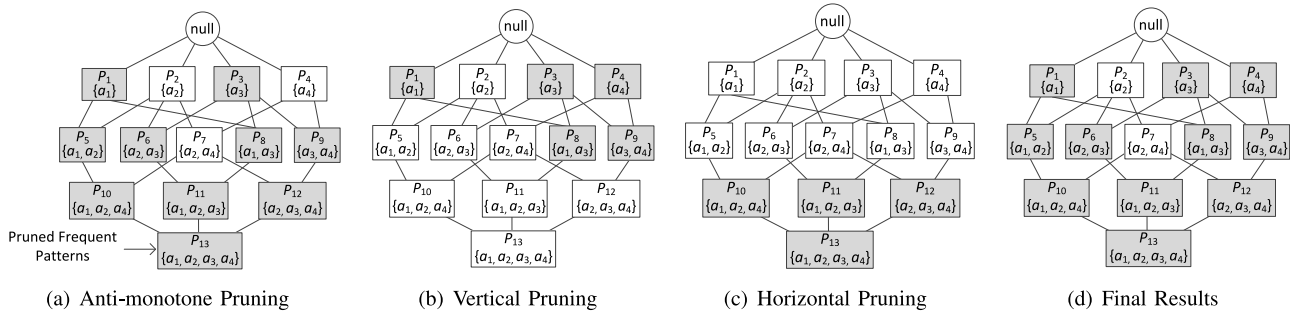 null
P1 P2 P3 P4
{a1} {a2} {a3} {a4}
P5 P6 P7 P8 P9
{a1, a2} {a2, a3} {a2, a4} {a1, a3} {a3, a4}
P10 P11 P12
{a1, a2, a4} {a1, a2, a3} {a2, a3, a4}
Pruned Frequent
Patterns
P13
{a1, a2, a3, a4}
(a) Anti-monotone Pruning
null
P1 P2 P3 P4
{a1} {a2} {a3} {a4}
P5 P6 P7 P8 P9
{a1, a2} {a2, a3} {a2, a4} {a1, a3} {a3, a4}
P10 P11 P12
{a1, a2, a4} {a1, a2, a3} {a2, a3, a4}
P13
{a1, a2, a3, a4}
(b) Vertical Pruning
null
P1 P2 P3 P4
{a1} {a2} {a3} {a4}
P5 P6 P7 P8 P9
{a1, a2} {a2, a3} {a2, a4} {a1, a3} {a3, a4}
P10 P11 P12
{a1, a2, a4} {a1, a2, a3} {a2, a3, a4}
P13
{a1, a2, a3, a4}
(c) Horizontal Pruning
null
P1 P2 P3 P4
{a1} {a2} {a3} {a4}
P5 P6 P7 P8 P9
{a1, a2} {a2, a3} {a2, a4} {a1, a3} {a3, a4}
P10 P11 P12
{a1, a2, a4} {a1, a2, a3} {a2, a3, a4}
P13
{a1, a2, a3, a4}
(d) Final Results